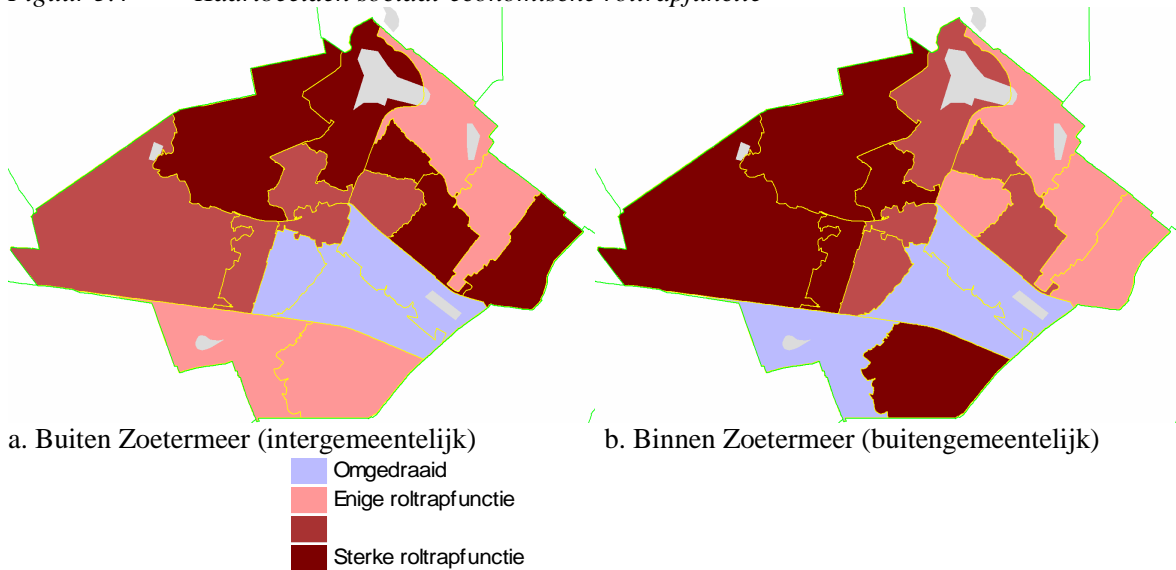 a. Buiten Zoetermeer (intergemeentelijk)
b. Binnen Zoetermeer (buitengemeentelijk)
Omgedraaid
Enige roltrapfunctie
Sterke roltrapfunctie